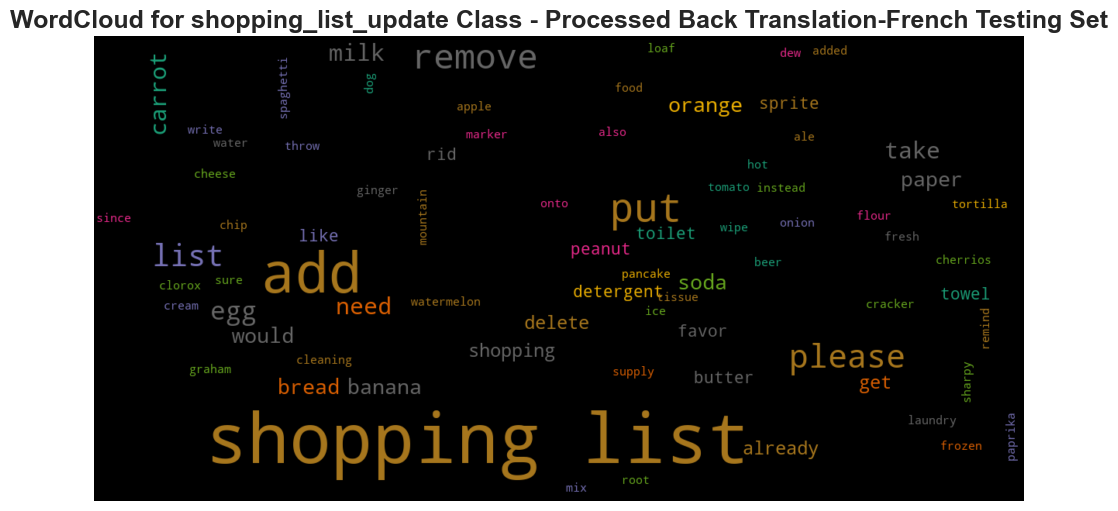 WordCloud for shopping_list_update Class - Processed Back Translation-French Testing Set
loaf
dew
added
milk
remove
carrot
spaghetti
dog
food
apple
orange
sprite
write
water
throw
marker
also
ale
rid
take
cheese
hot
paper
ginger
tomato
instead
mountain
onto
put
tortilla
since
chip
like
toilet
wipe
onion
flour
fresh
list
add
peanut
beer
cherrios
clorox
sure
pancake
soda
detergent
tissue
towel
cream
egg
need
watermelon
ice
cracker
remind
would
delete
favor
shopping
please
graham
cleaning
supply
butter
get
sharpy
bread
banana
shopping list
already
laundry
frozen
paprika
root
mix